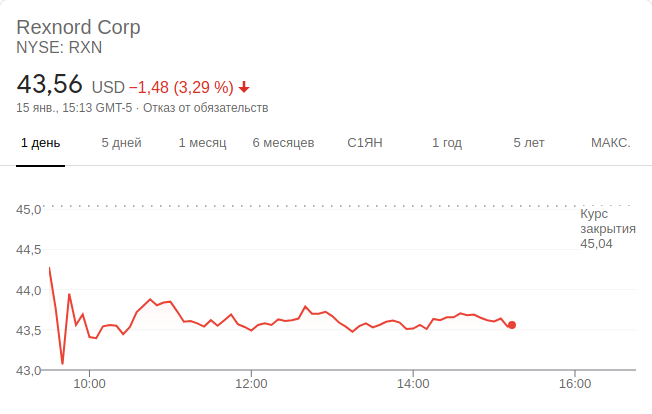 Rexnord Corp
NYSE: RXN
43,56 USD −1,48 (3,29 %)
15 янв., 15:13 GMT-5 · Отказ от обязательств
1 день 5 дней 1 месяц 6 месяцев С1ЯН 1 год 5 лет МАКС.
45,0
Курс
закрытия
45,04
44,5
44,0
43,5
43,0
10:00 12:00 14:00 16:00